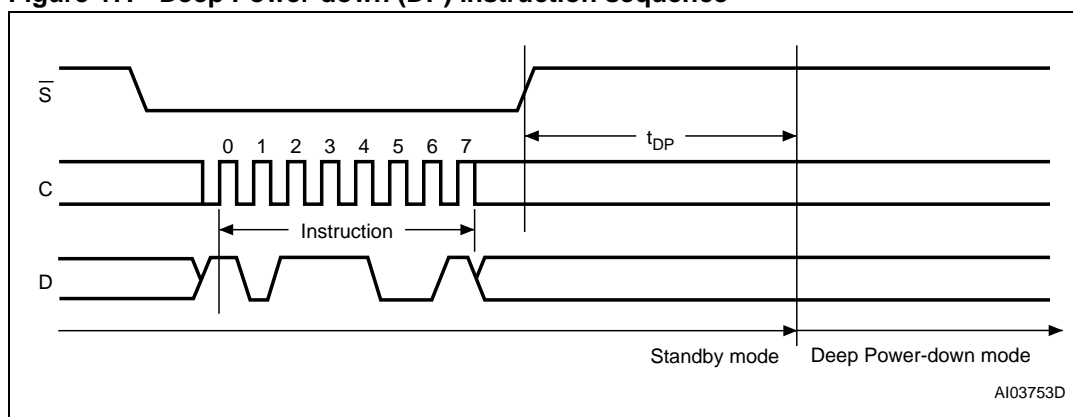 Figure 17. Deep Power-down (DP) instruction sequence
S
tDP
0 1 2 3 4 5 6 7
C
Instruction
D
Standby mode Deep Power-down mode
AI03753D